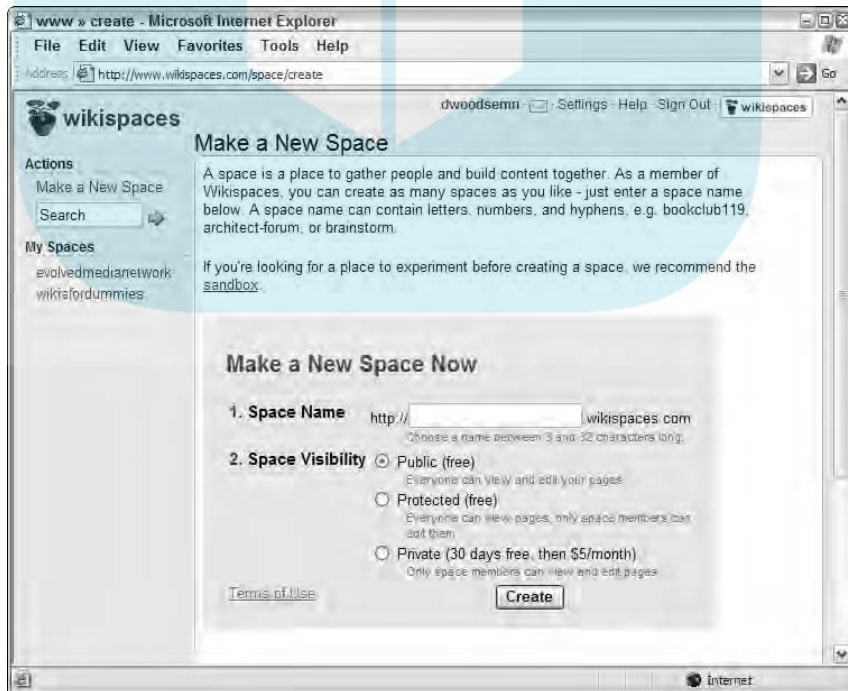 www » create - Microsoft Internet Explorer
File Edit View Favorites Tools Help
Address http://www.wikispaces.com/space/create Go
dwoodsemn · Settings · Help · Sign Out · wikispaces
wikispaces
Make a New Space
Actions
Make a New Space
Search
My Spaces
evolvedmedianetwork
wikisfordummies
A space is a place to gather people and build content together. As a member of
Wikispaces, you can create as many spaces as you like - just enter a space name
below. A space name can contain letters, numbers, and hyphens, e.g. bookclub119,
architect-forum, or brainstorm.
If you're looking for a place to experiment before creating a space, we recommend the
sandbox.
Make a New Space Now
1. Space Name http:// .wikispaces.com
Choose a name between 3 and 32 characters long.
2. Space Visibility Public (free)
Everyone can view and edit your pages
Protected (free)
Everyone can view pages, only space members can
edit them
Private (30 days free, then $5/month)
Only space members can view and edit pages
Terms of Use Create
Internet